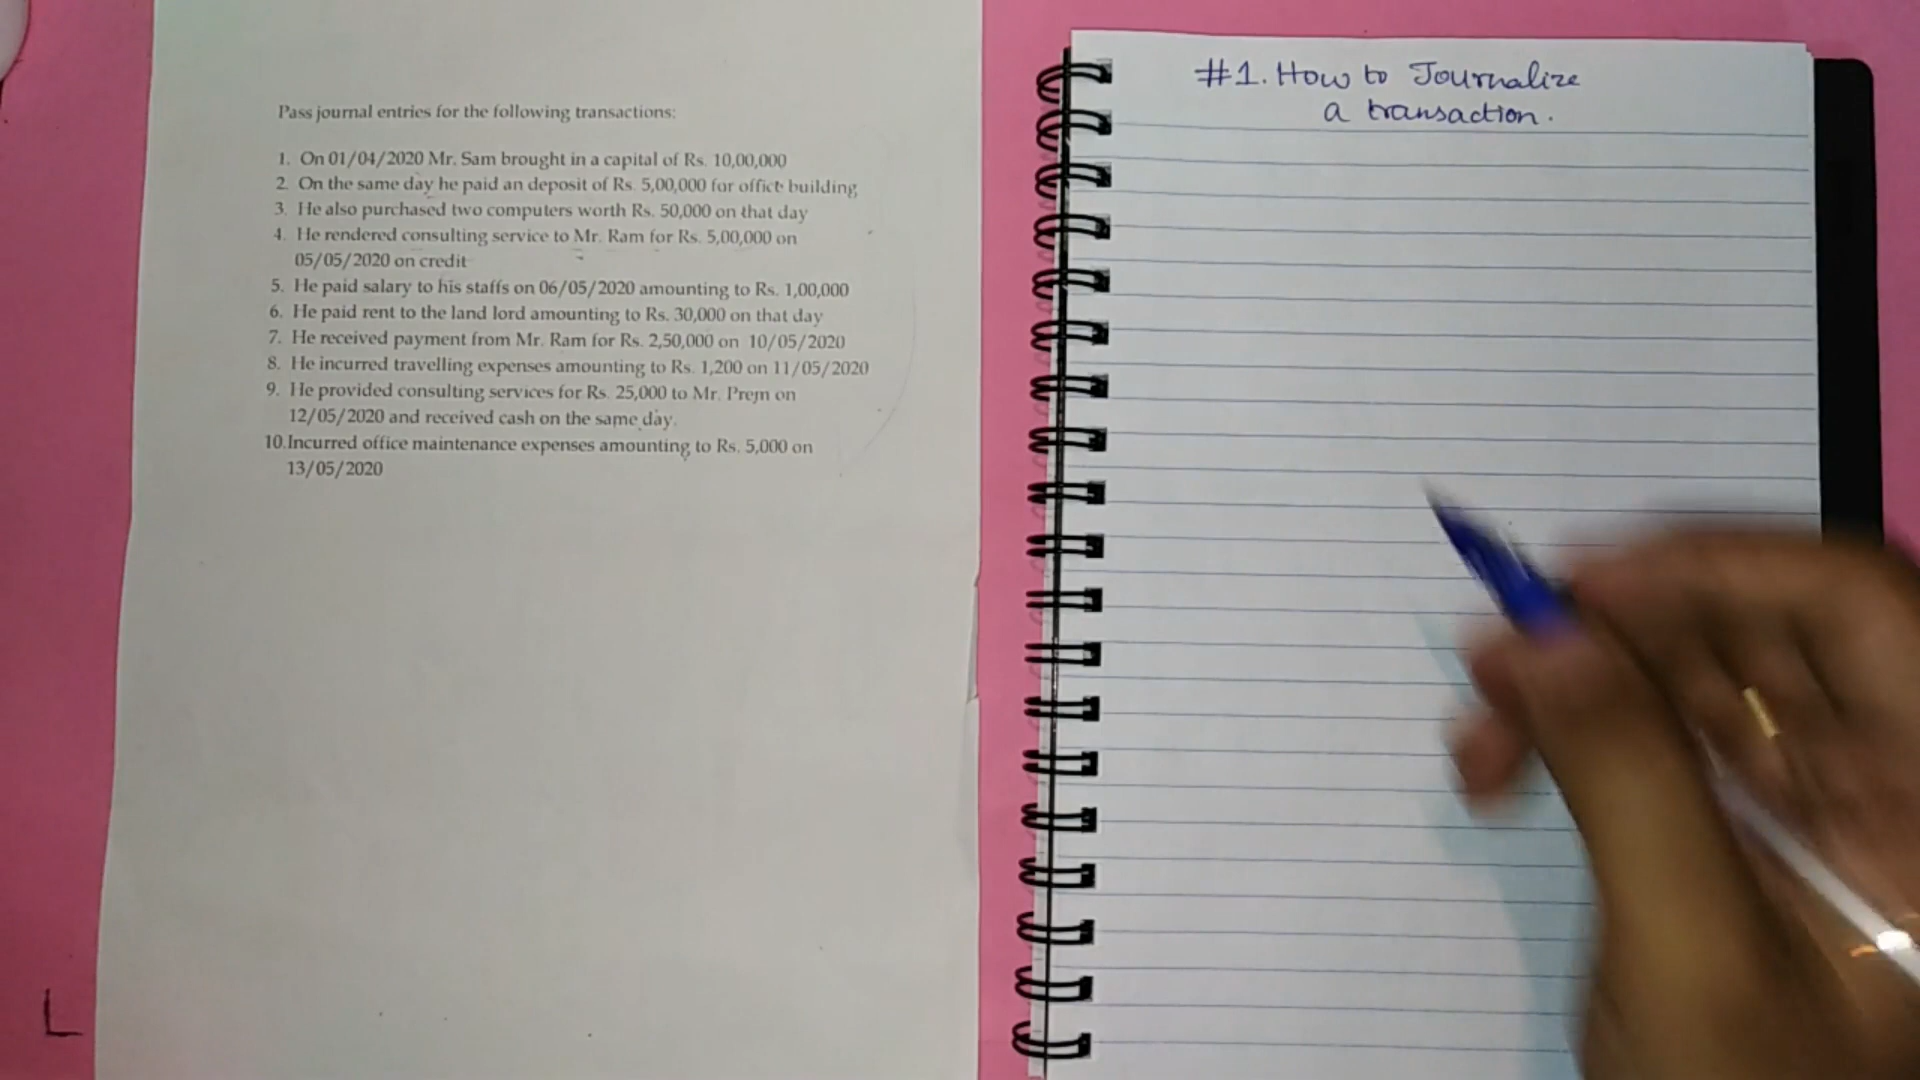 Pass journal entries for the following transactions:
1. On 01/04/2020 Mr. Sam brought in a capital of Rs. 10,00,000
2. On the same day he paid an deposit of Rs. 5,00,000 for office building
3. He also purchased two computers worth Rs. 50,000 on that day
4. He rendered consulting service to Mr. Ram for Rs. 5,00,000 on
05/05/2020 on credit
5. He paid salary to his staffs on 06/05/2020 amounting to Rs. 1,00,000
6. He paid rent to the land lord amounting to Rs. 30,000 on that day
7. He received payment from Mr. Ram for Rs. 2,50,000 on 10/05/2020
8. He incurred travelling expenses amounting to Rs. 1,200 on 11/05/2020
9. He provided consulting services for Rs. 25,000 to Mr. Prem on
12/05/2020 and received cash on the same day.
10.Incurred office maintenance expenses amounting to Rs. 5,000 on
13/05/2020
#1. How to Journalize
a transaction.